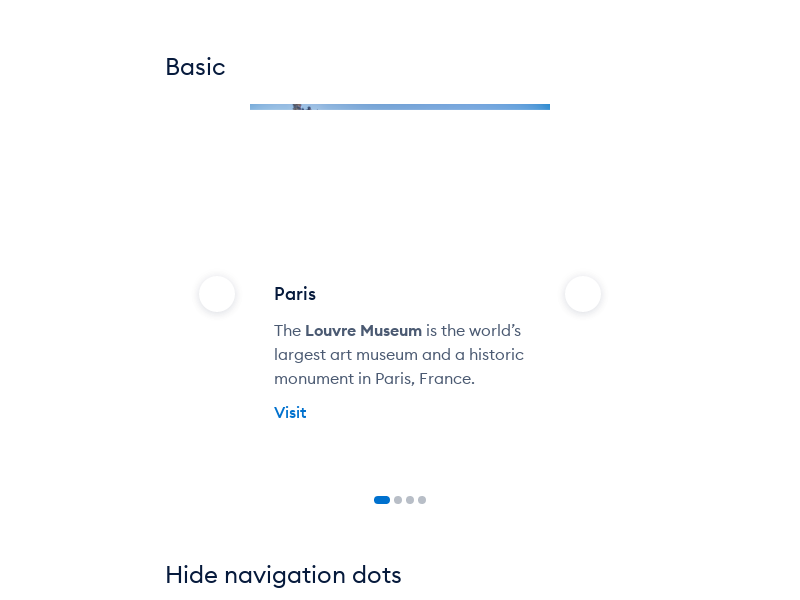 Basic
Paris
The Louvre Museum is the world’s
largest art museum and a historic
monument in Paris, France.
Visit
Hide navigation dots